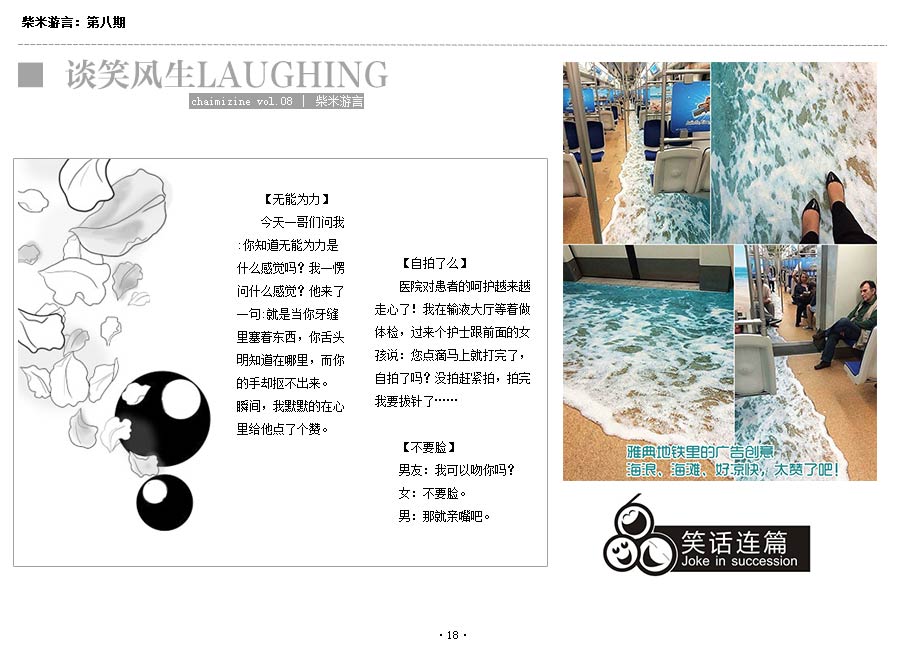 柴米游言：第八期
谈笑风生LAUGHING
chaimizine vol.08 | 柴米游言
【无能为力】
今天一哥们问我
:你知道无能为力是
什么感觉吗？我一愣
问什么感觉？他来了
一句:就是当你牙缝
里塞着东西，你舌头
明知道在哪里，而你
的手却抠不出来。
瞬间，我默默的在心
里给他点了个赞。
【自拍了么】
医院对患者的呵护越来越
走心了！我在输液大厅等着做
体检，过来个护士跟前面的女
孩说：您点滴马上就打完了，
自拍了吗？没拍赶紧拍，拍完
我要拔针了……
【不要脸】
男友：我可以吻你吗？
女：不要脸。
男：那就亲嘴吧。
雅典地铁里的广告创意
海浪、海滩、好凉快，太赞了吧！
笑话连篇
Joke in succession
·18·